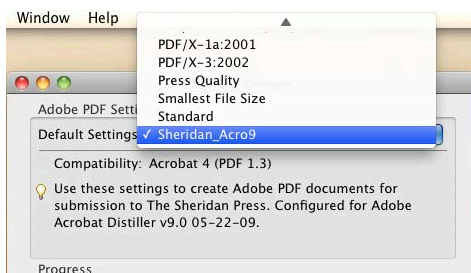 Window Help
PDF/X-1a:2001
PDF/X-3:2002
Press Quality
Smallest File Size
Standard
Adobe PDF Setti
Default Settings ✓ Sheridan_Acro9
Compatibility: Acrobat 4 (PDF 1.3)
Use these settings to create Adobe PDF documents for
submission to The Sheridan Press. Configured for Adobe
Acrobat Distiller v9.0 05-22-09.
Progress